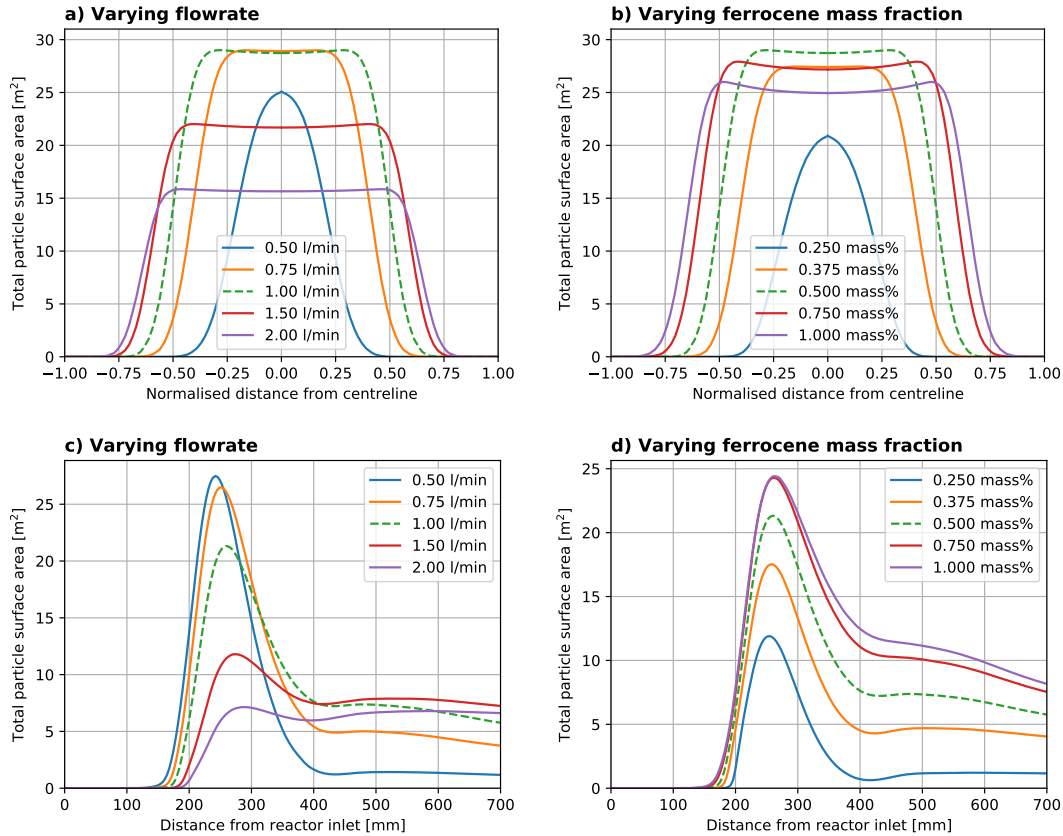 a) Varying flowrate
Total particle surface area [m²]
30
25
20
15
10
5
0
0.50 l/min
0.75 l/min
1.00 l/min
1.50 l/min
2.00 l/min
−1.00 −0.75 −0.50 −0.25 0.00 0.25 0.50 0.75 1.00
Normalised distance from centreline
b) Varying ferrocene mass fraction
Total particle surface area [m²]
30
25
20
15
10
5
0
0.250 mass%
0.375 mass%
0.500 mass%
0.750 mass%
1.000 mass%
−1.00 −0.75 −0.50 −0.25 0.00 0.25 0.50 0.75 1.00
Normalised distance from centreline
c) Varying flowrate
Total particle surface area [m²]
25
20
15
10
5
0
0.50 l/min
0.75 l/min
1.00 l/min
1.50 l/min
2.00 l/min
0 100 200 300 400 500 600 700
Distance from reactor inlet [mm]
d) Varying ferrocene mass fraction
Total particle surface area [m²]
25
20
15
10
5
0
0.250 mass%
0.375 mass%
0.500 mass%
0.750 mass%
1.000 mass%
0 100 200 300 400 500 600 700
Distance from reactor inlet [mm]